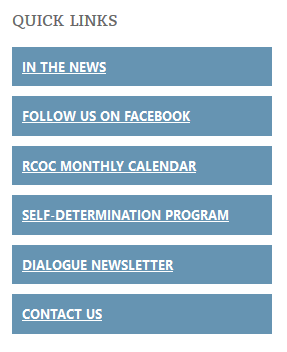 QUICK LINKS
IN THE NEWS
FOLLOW US ON FACEBOOK
RCOC MONTHLY CALENDAR
SELF-DETERMINATION PROGRAM
DIALOGUE NEWSLETTER
CONTACT US